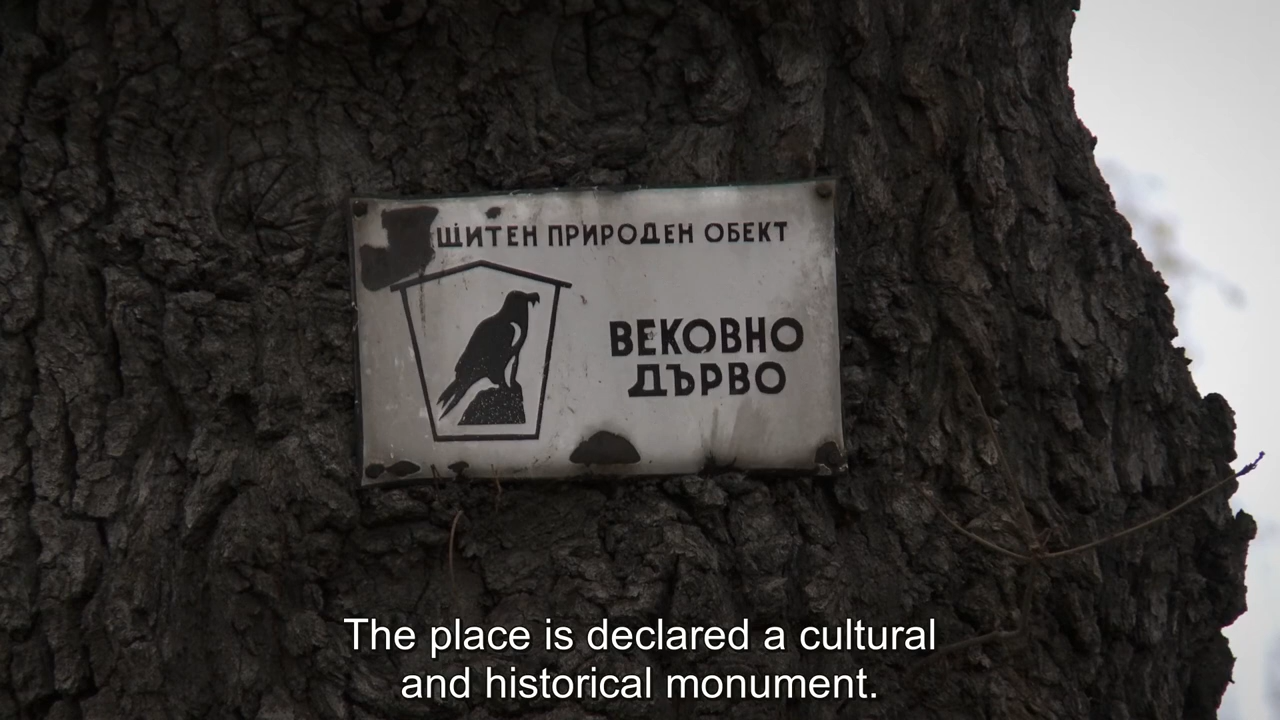 ЩИТЕН ПРИРОДЕН ОБЕКТ
ВЕКОВНО
ДЪРВО
The place is declared a cultural
and historical monument.